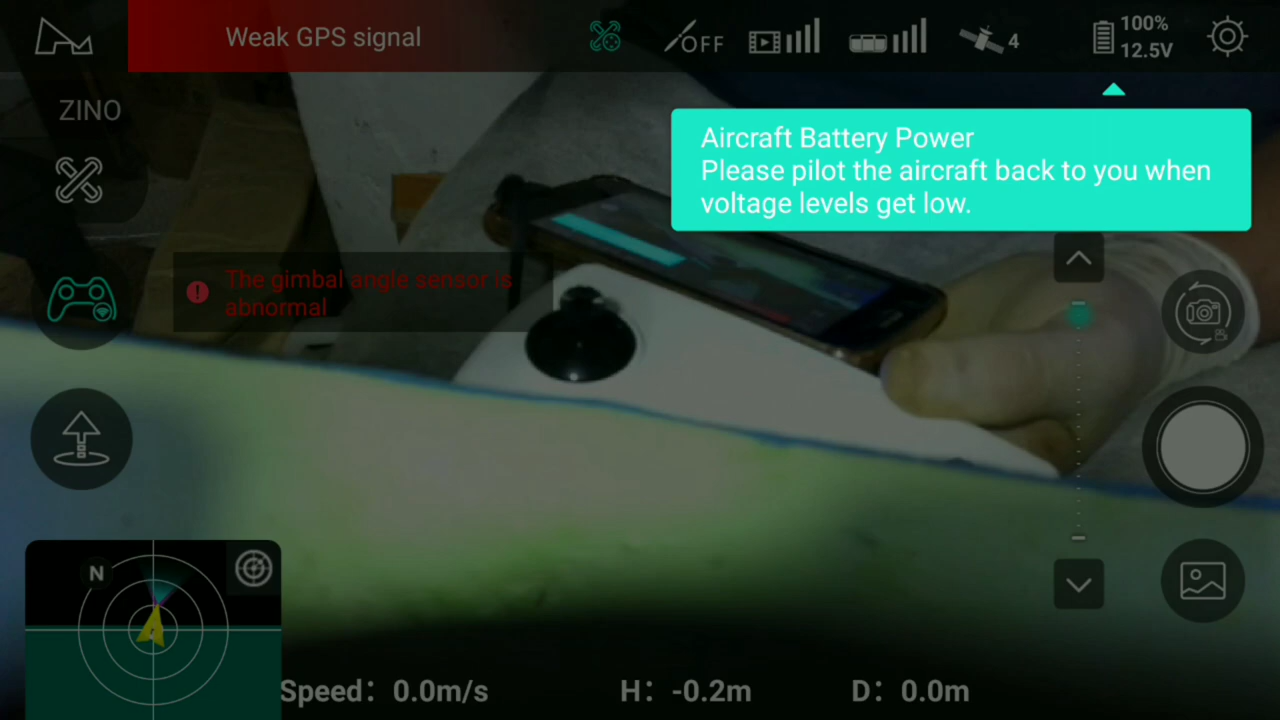 Weak GPS signal
OFF
4
100%
12.5V
ZINO
Aircraft Battery Power
Please pilot the aircraft back to you when
voltage levels get low.
The gimbal angle sensor is
abnormal
N
Speed: 0.0m/s
H: -0.2m
D: 0.0m